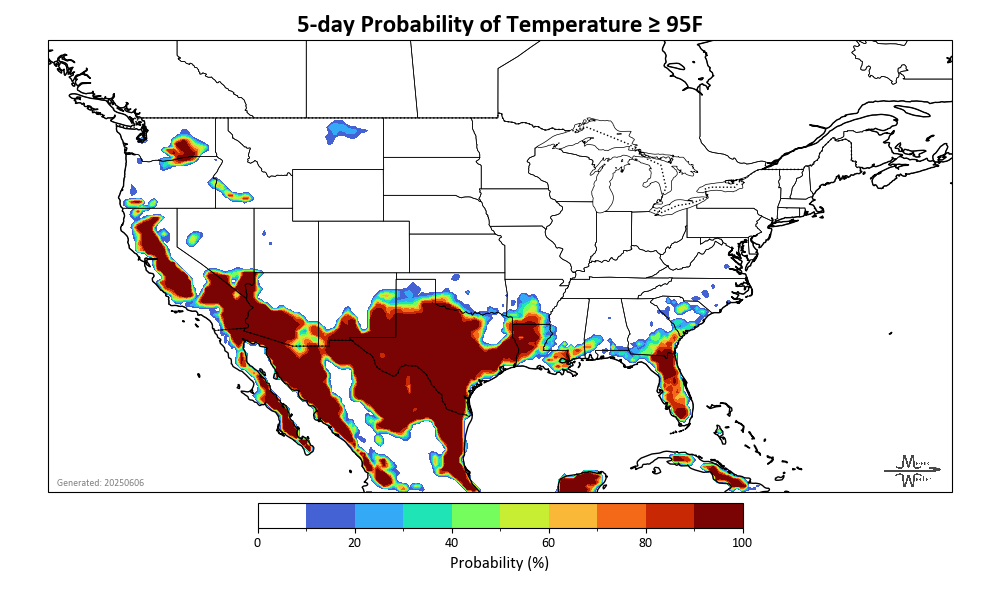 5-day Probability of Temperature ≥ 95F
Generated: 20250606
0 20 40 60 80 100
Probability (%)